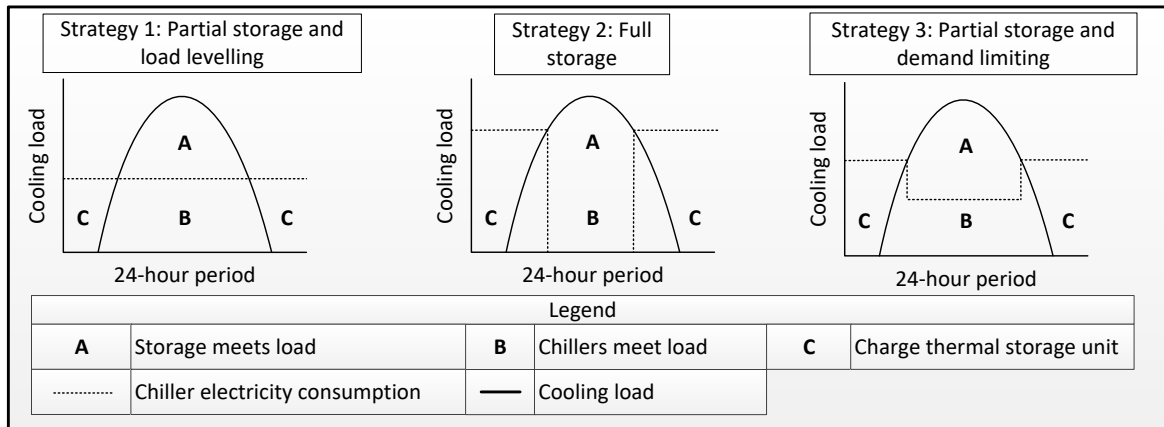 Strategy 1: Partial storage and
load levelling
Cooling load
A
C
B
C
24-hour period
Strategy 2: Full
storage
Cooling load
A
C
B
C
24-hour period
Strategy 3: Partial storage and
demand limiting
Cooling load
A
C
B
C
24-hour period
Legend
A Storage meets load B Chillers meet load C Charge thermal storage unit
Chiller electricity consumption Cooling load